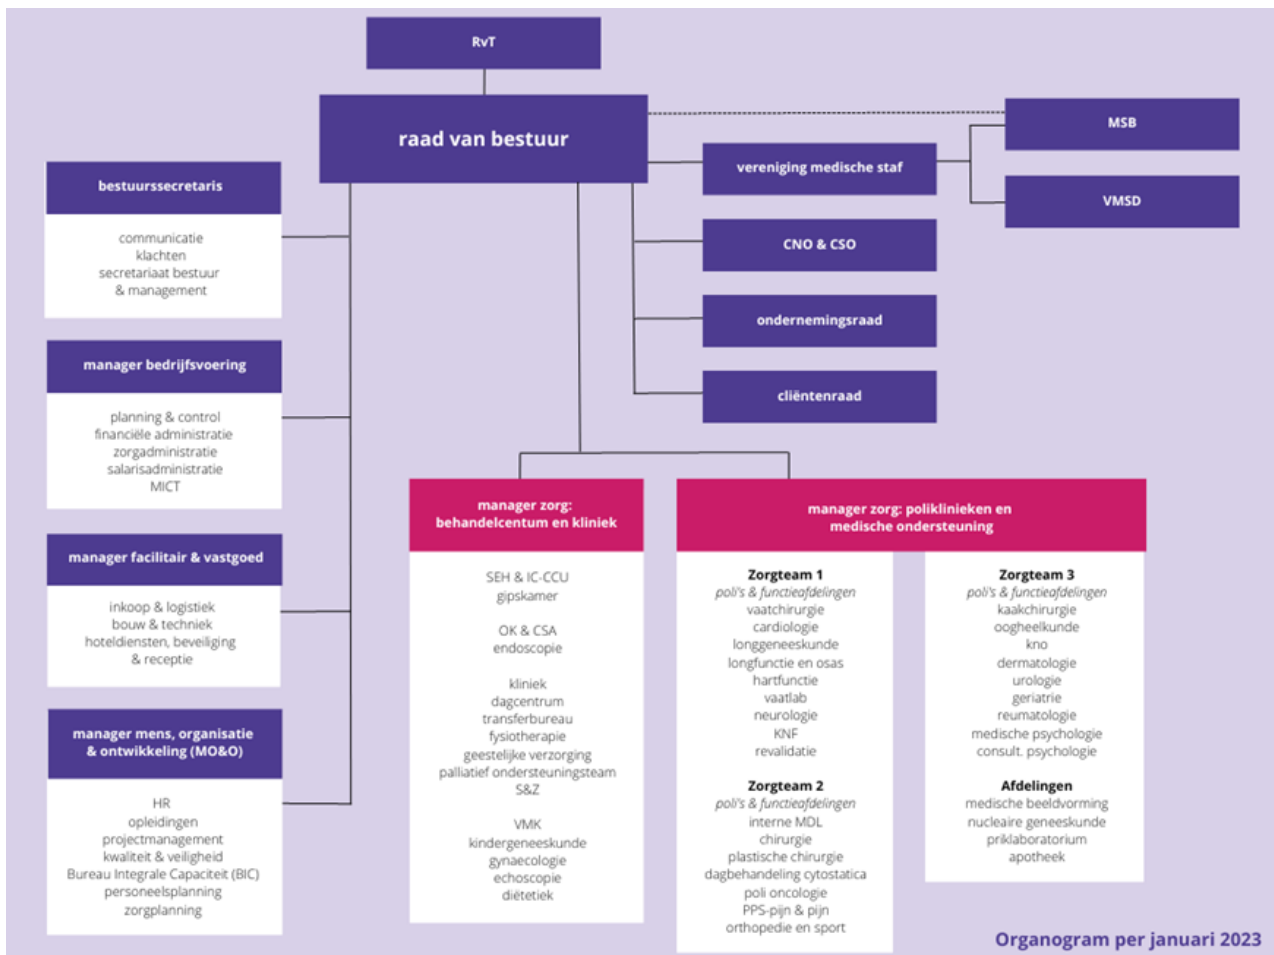 RvT
raad van bestuur
MSB
vereniging medische staf
VMSD
CNO & CSO
ondernemingsraad
cliëntenraad
bestuurssecretaris
communicatie
klachten
secretariaat bestuur
& management
manager bedrijfsvoering
planning & control
financiële administratie
zorgadministratie
salarisadministratie
MICT
manager facilitair & vastgoed
inkoop & logistiek
bouw & techniek
hoteldiensten, beveiliging
& receptie
manager mens, organisatie
& ontwikkeling (MO&O)
HR
opleidingen
projectmanagement
kwaliteit & veiligheid
Bureau Integrale Capaciteit (BIC)
personeelsplanning
zorgplanning
manager zorg:
behandelcentum en kliniek
SEH & IC-CCU
gipskamer
OK & CSA
endoscopie
kliniek
dagcentrum
transferbureau
fysiotherapie
geestelijke verzorging
palliatief ondersteuningsteam
S&Z
VMK
kindergeneeskunde
gynaecologie
echoscopie
diëtetiek
manager zorg: poliklinieken en
medische ondersteuning
Zorgteam 1
poli's & functieafdelingen
vaatchirurgie
cardiologie
longgeneeskunde
longfunctie en osas
hartfunctie
vaatlab
neurologie
KNF
revalidatie
Zorgteam 2
poli's & functieafdelingen
interne MDL
chirurgie
plastische chirurgie
dagbehandeling cytostatica
poli oncologie
PPS-pijn & pijn
orthopedie en sport
Zorgteam 3
poli's & functieafdelingen
kaakchirurgie
oogheelkunde
kno
dermatologie
urologie
geriatrie
reumatologie
medische psychologie
consult. psychologie
Afdelingen
medische beeldvorming
nucleaire geneeskunde
priklaboratorium
apotheek
Organogram per januari 2023